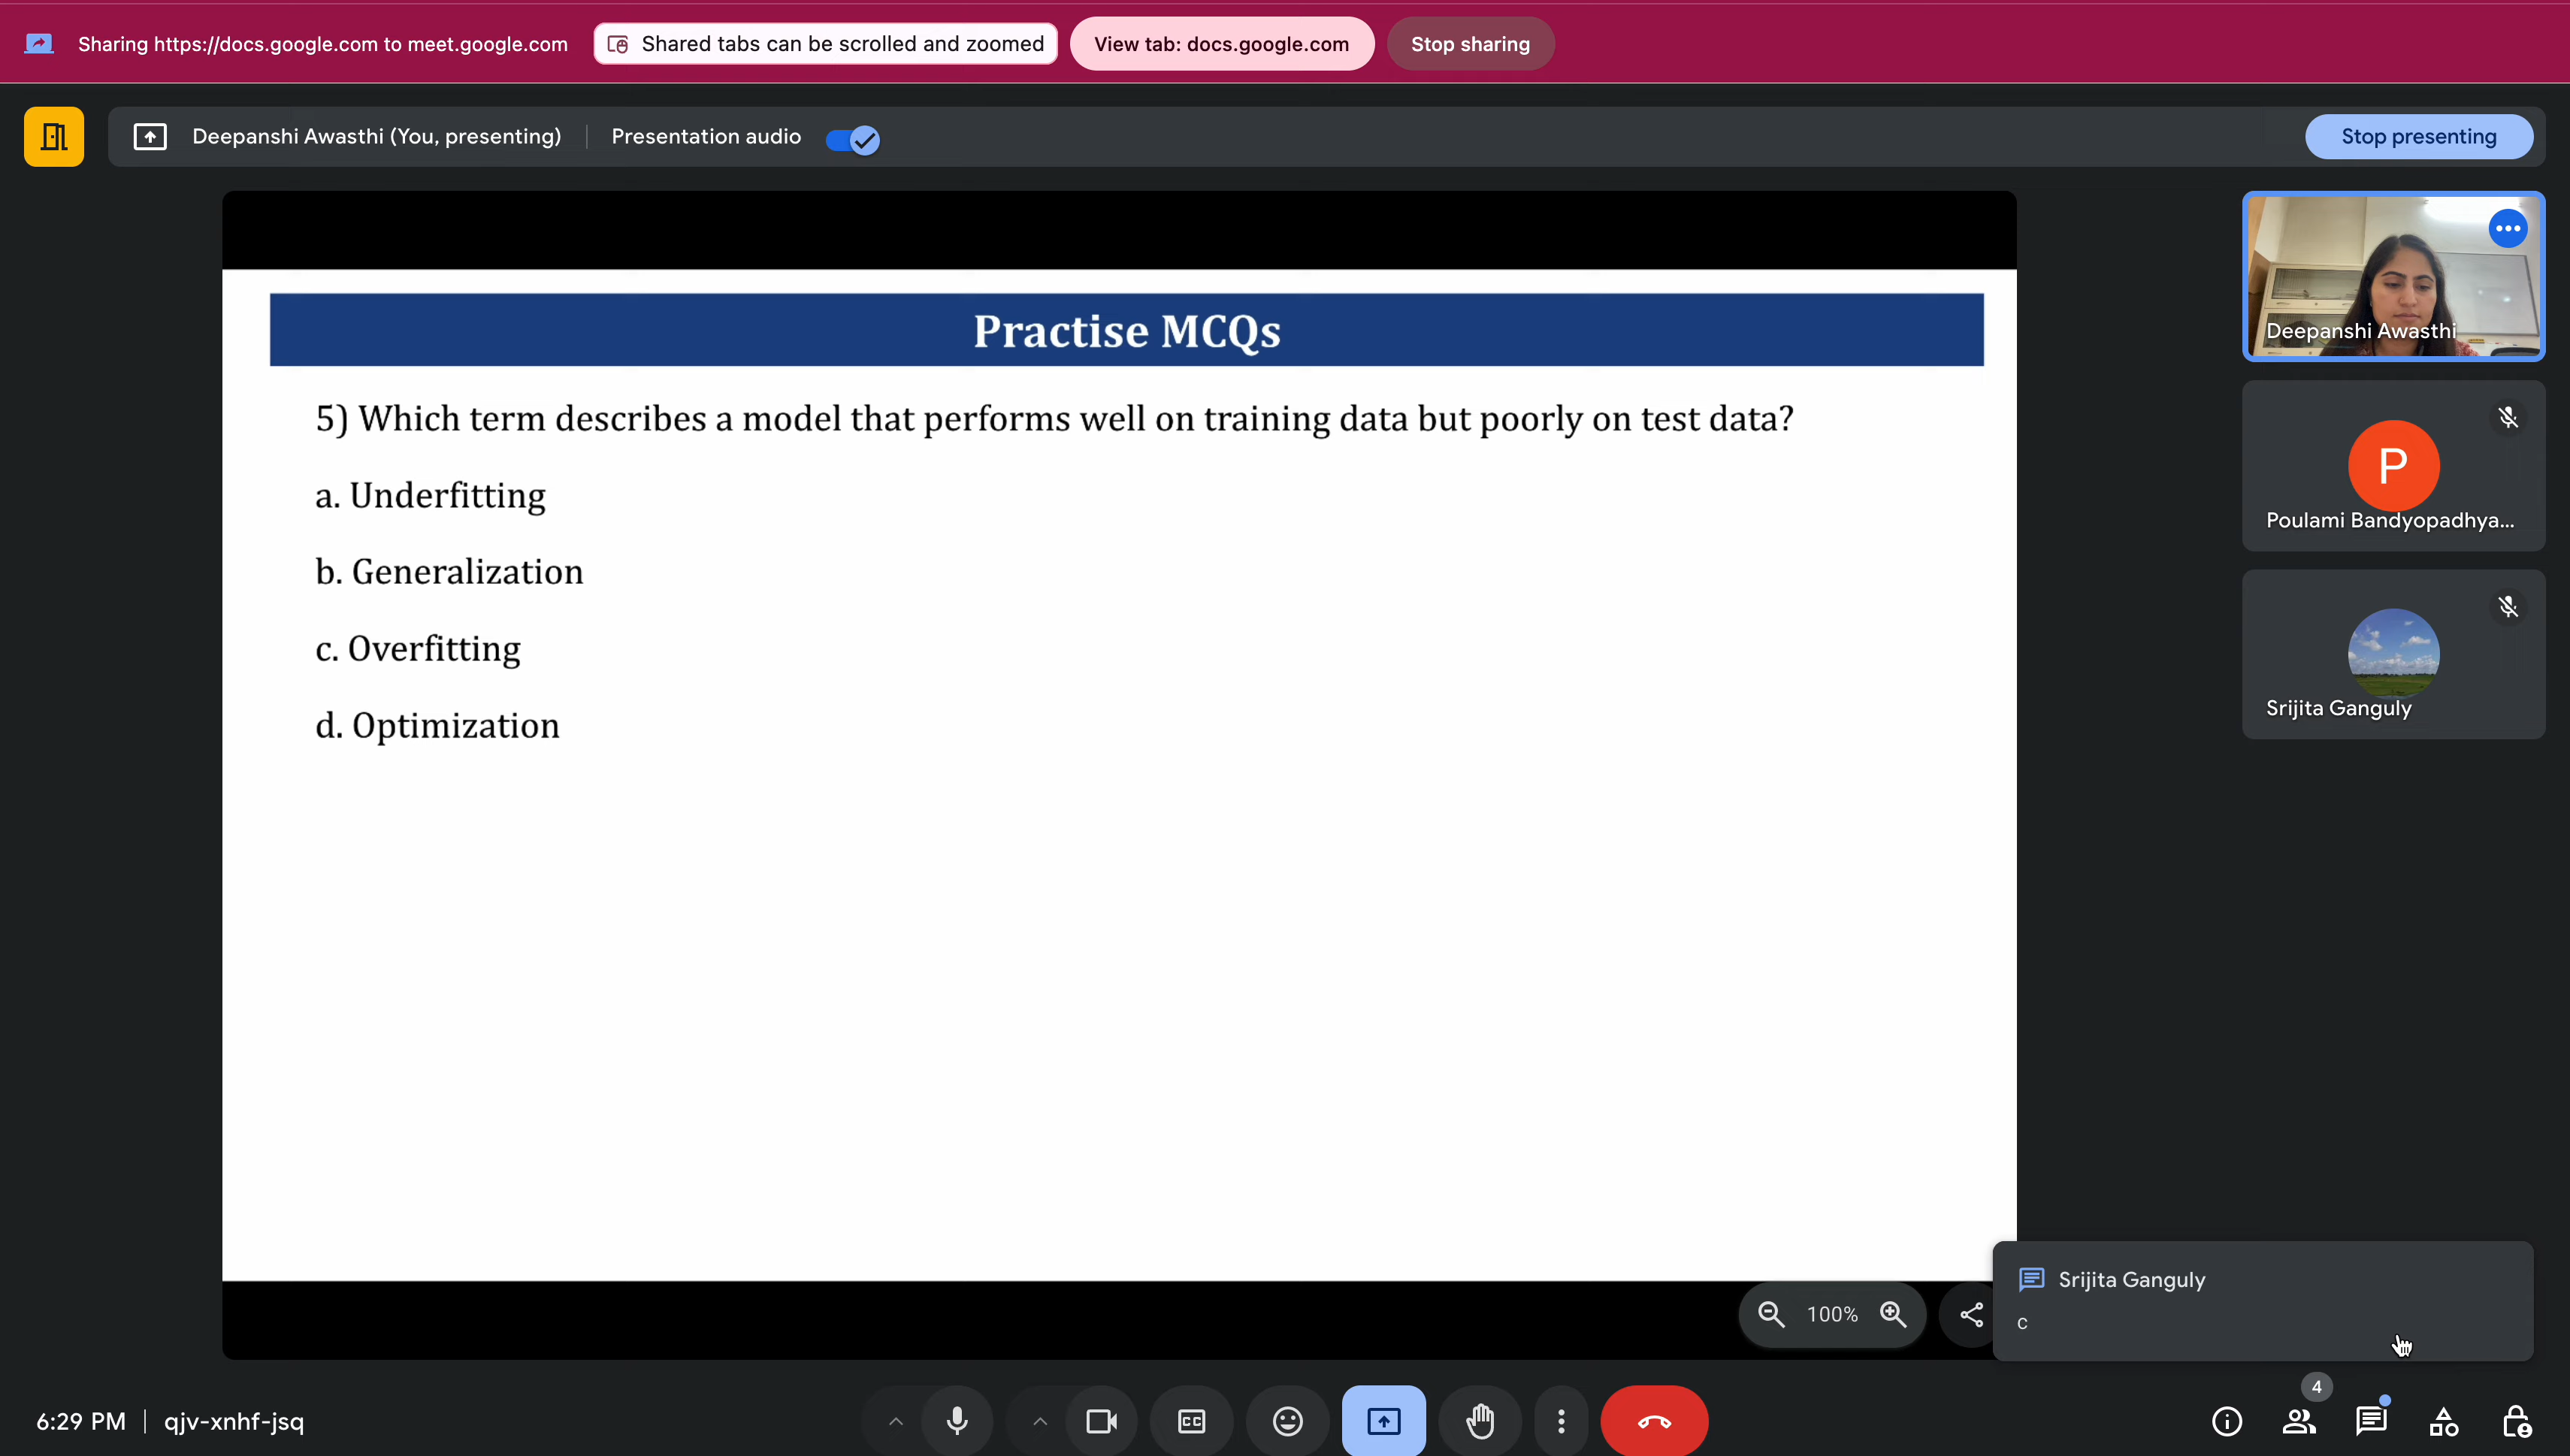 Sharing https://docs.google.com to meet.google.com
Shared tabs can be scrolled and zoomed
View tab: docs.google.com
Stop sharing
Deepanshi Awasthi (You, presenting)
Presentation audio
Stop presenting
Practise MCQs
5) Which term describes a model that performs well on training data but poorly on test data?
a. Underfitting
b. Generalization
c. Overfitting
d. Optimization
Deepanshi Awasthi
P
Poulami Bandyopadhya...
Srijita Ganguly
100%
Srijita Ganguly
c
6:29 PM
qjv-xnhf-jsq
CC
4